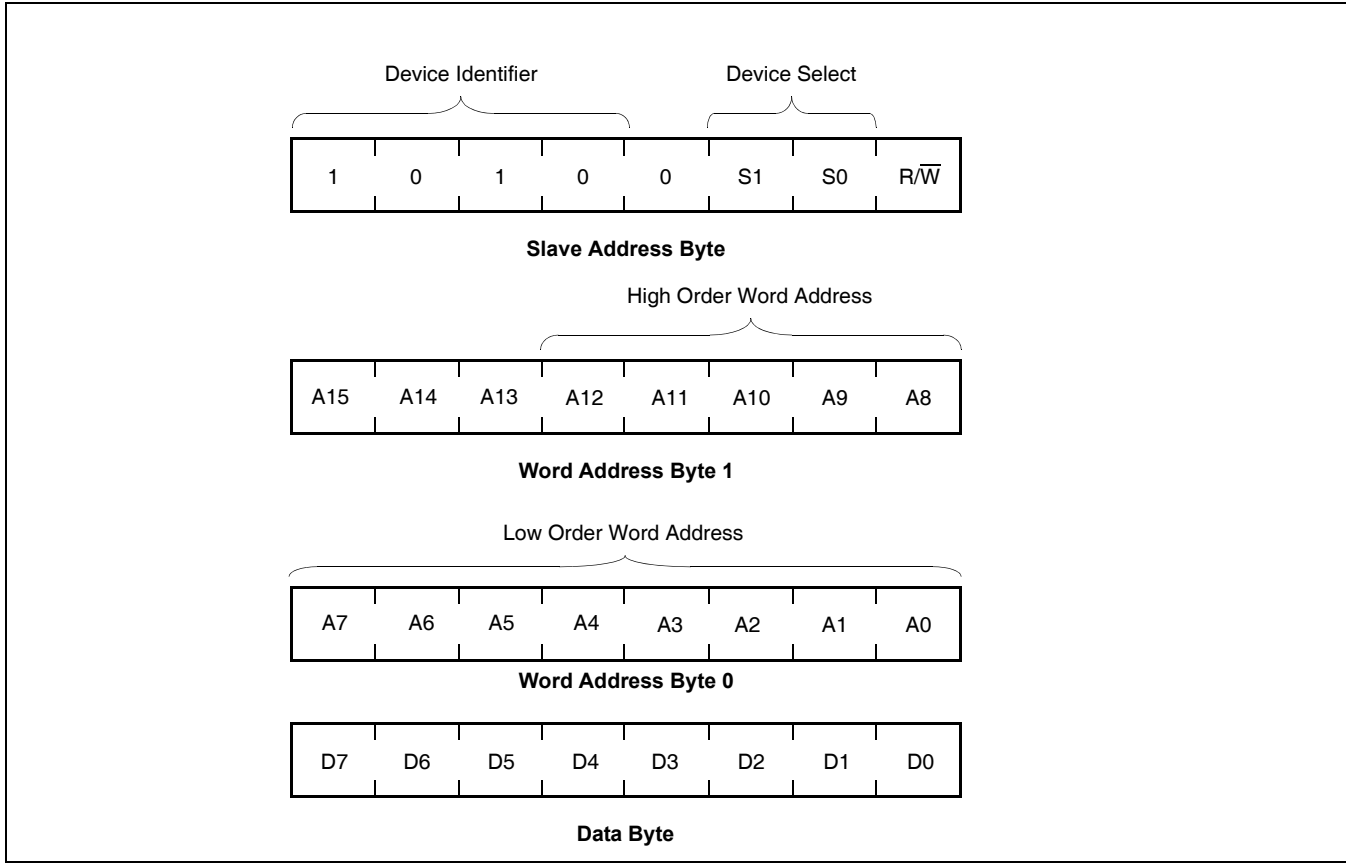 Device Identifier Device Select
1 0 1 0 0 S1 S0 R/W̅
Slave Address Byte
High Order Word Address
A15 A14 A13 A12 A11 A10 A9 A8
Word Address Byte 1
Low Order Word Address
A7 A6 A5 A4 A3 A2 A1 A0
Word Address Byte 0
D7 D6 D5 D4 D3 D2 D1 D0
Data Byte